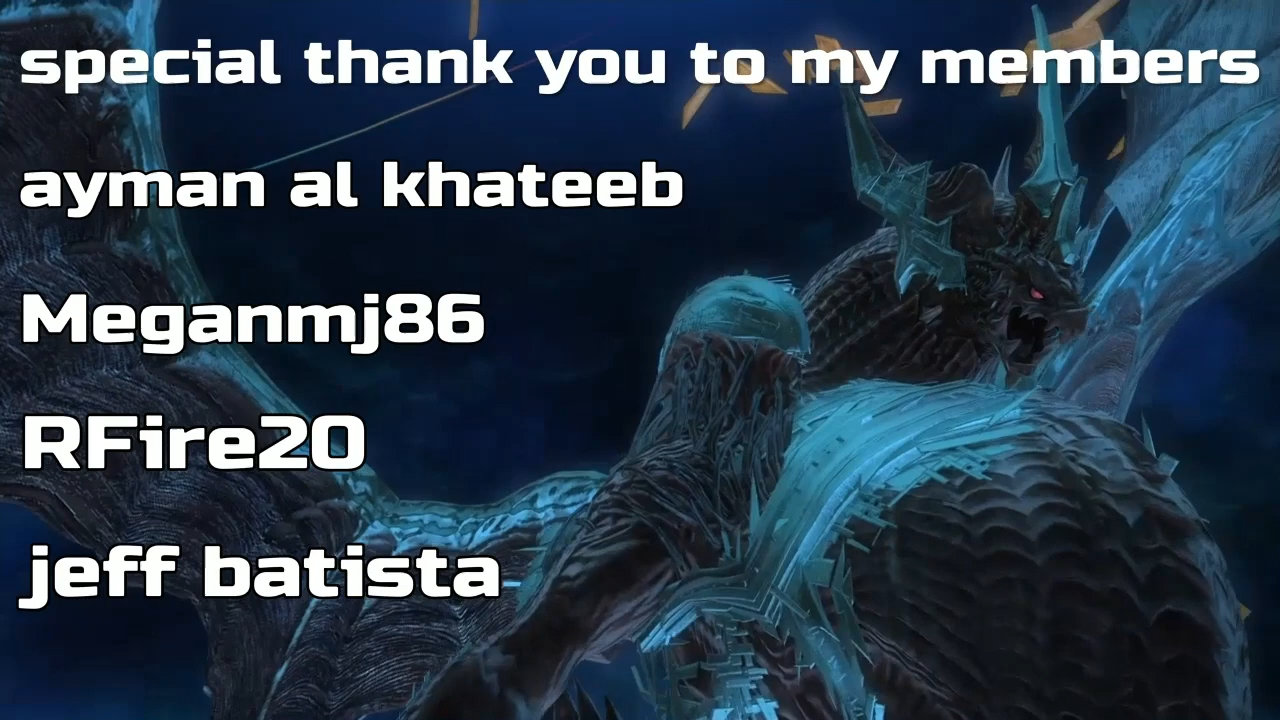 special thank you to my members
ayman al khateeb
Meganmj86
RFire20
jeff batista